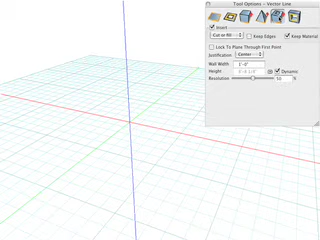 Tool Options - Vector Line
Insert
Cut or fill
Keep Edges
Keep Material
Lock To Plane Through First Point
Justification
Center
Wall Width
1'-0"
Height
Dynamic
Resolution
50